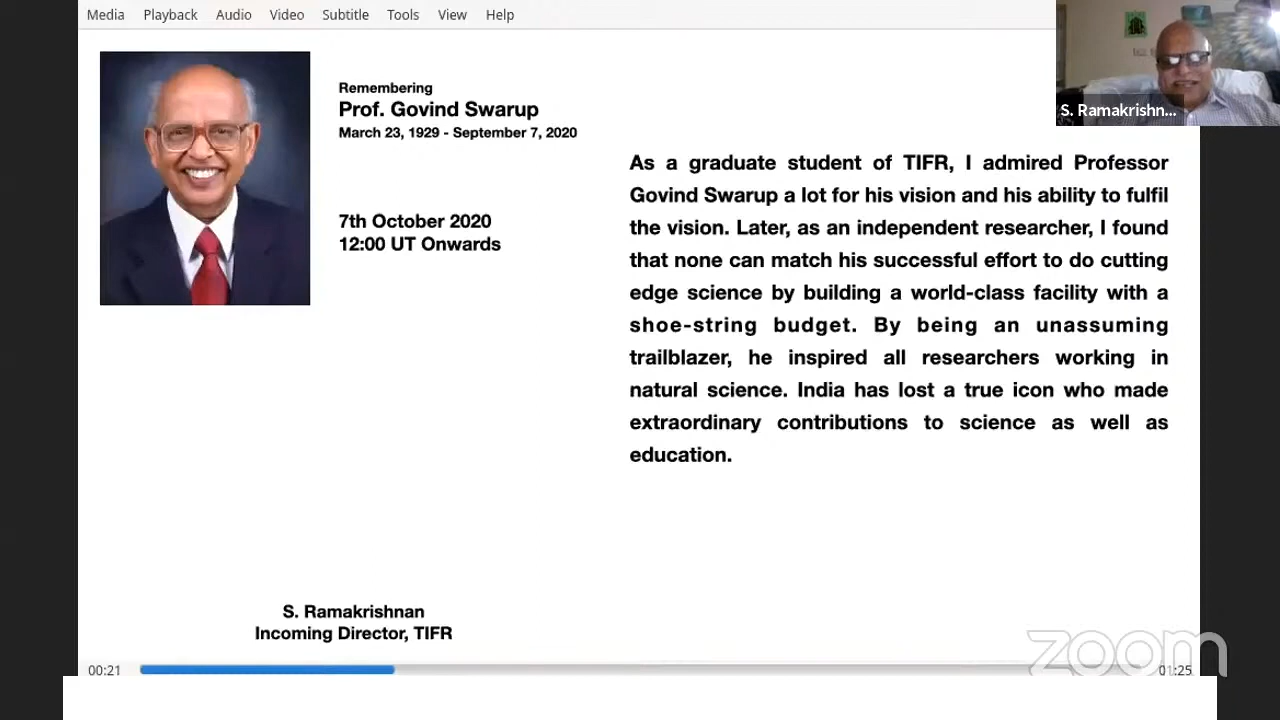 Media Playback Audio Video Subtitle Tools View Help
S. Ramakrishn...
Remembering
Prof. Govind Swarup
March 23, 1929 - September 7, 2020
7th October 2020
12:00 UT Onwards
As a graduate student of TIFR, I admired Professor
Govind Swarup a lot for his vision and his ability to fulfil
the vision. Later, as an independent researcher, I found
that none can match his successful effort to do cutting
edge science by building a world-class facility with a
shoe-string budget. By being an unassuming
trailblazer, he inspired all researchers working in
natural science. India has lost a true icon who made
extraordinary contributions to science as well as
education.
S. Ramakrishnan
Incoming Director, TIFR
zoom
00:21 01:25